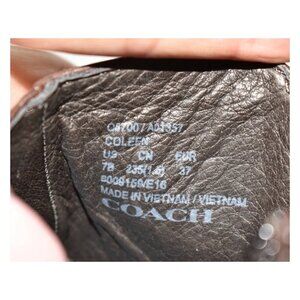 COLEEN
US CN EUR
7B 235(1.5) 37
MADE IN VIETNAM / VIETNAM
COACH